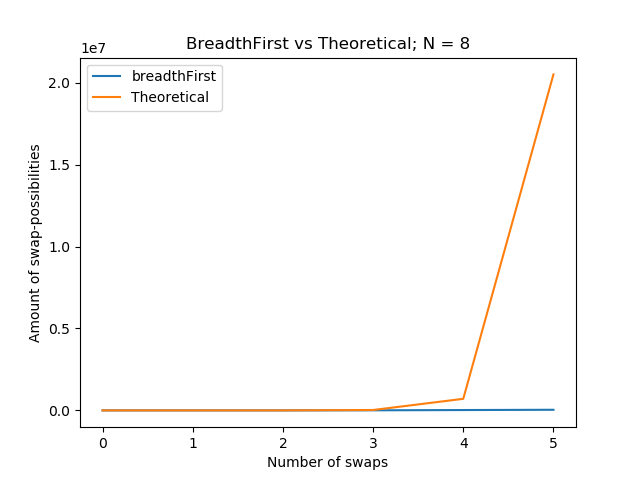 BreadthFirst vs Theoretical; N = 8
1e7
breadthFirst
Theoretical
2.0
1.5
1.0
0.5
0.0
Amount of swap-possibilities
0 1 2 3 4 5
Number of swaps